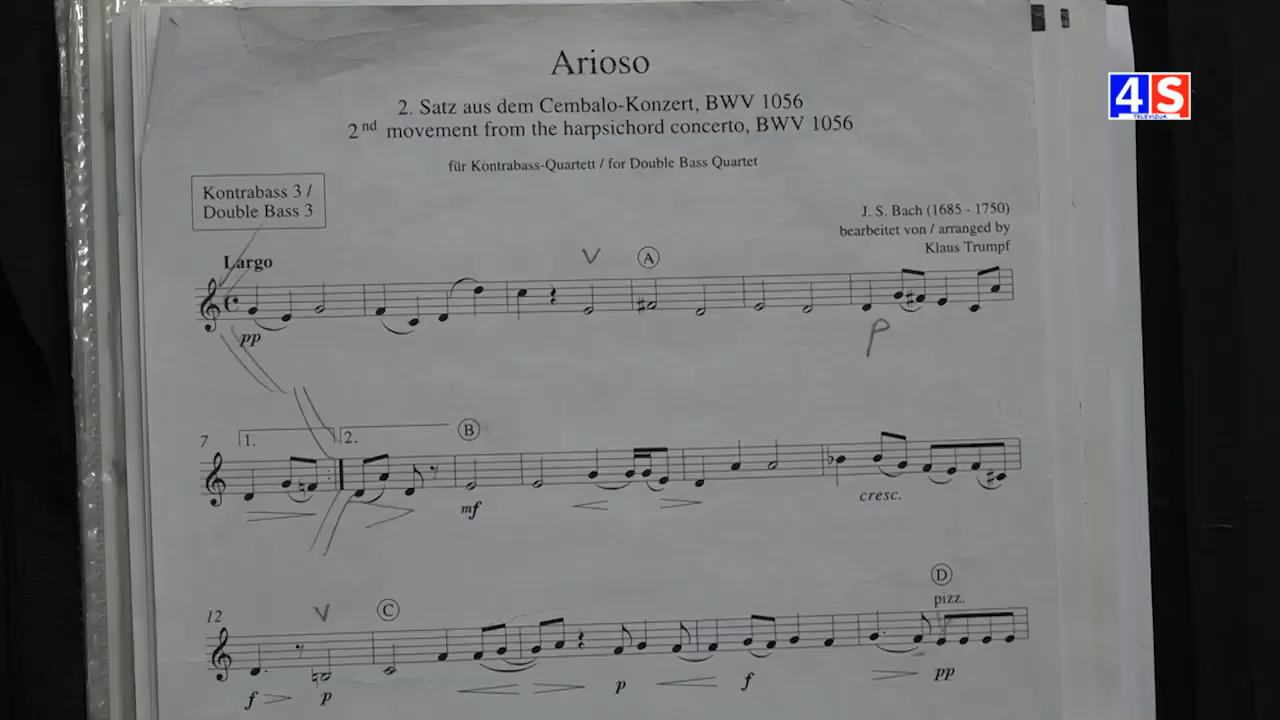 4S
TELEVIZIJA
Arioso
2. Satz aus dem Cembalo-Konzert, BWV 1056
2nd movement from the harpsichord concerto, BWV 1056
für Kontrabass-Quartett / for Double Bass Quartet
Kontrabass 3 /
Double Bass 3
J. S. Bach (1685 - 1750)
bearbeitet von / arranged by
Klaus Trumpf
Largo
V A
pp P
7 1. 2. B
mf cresc.
12 V C D
pizz.
f p p f pp